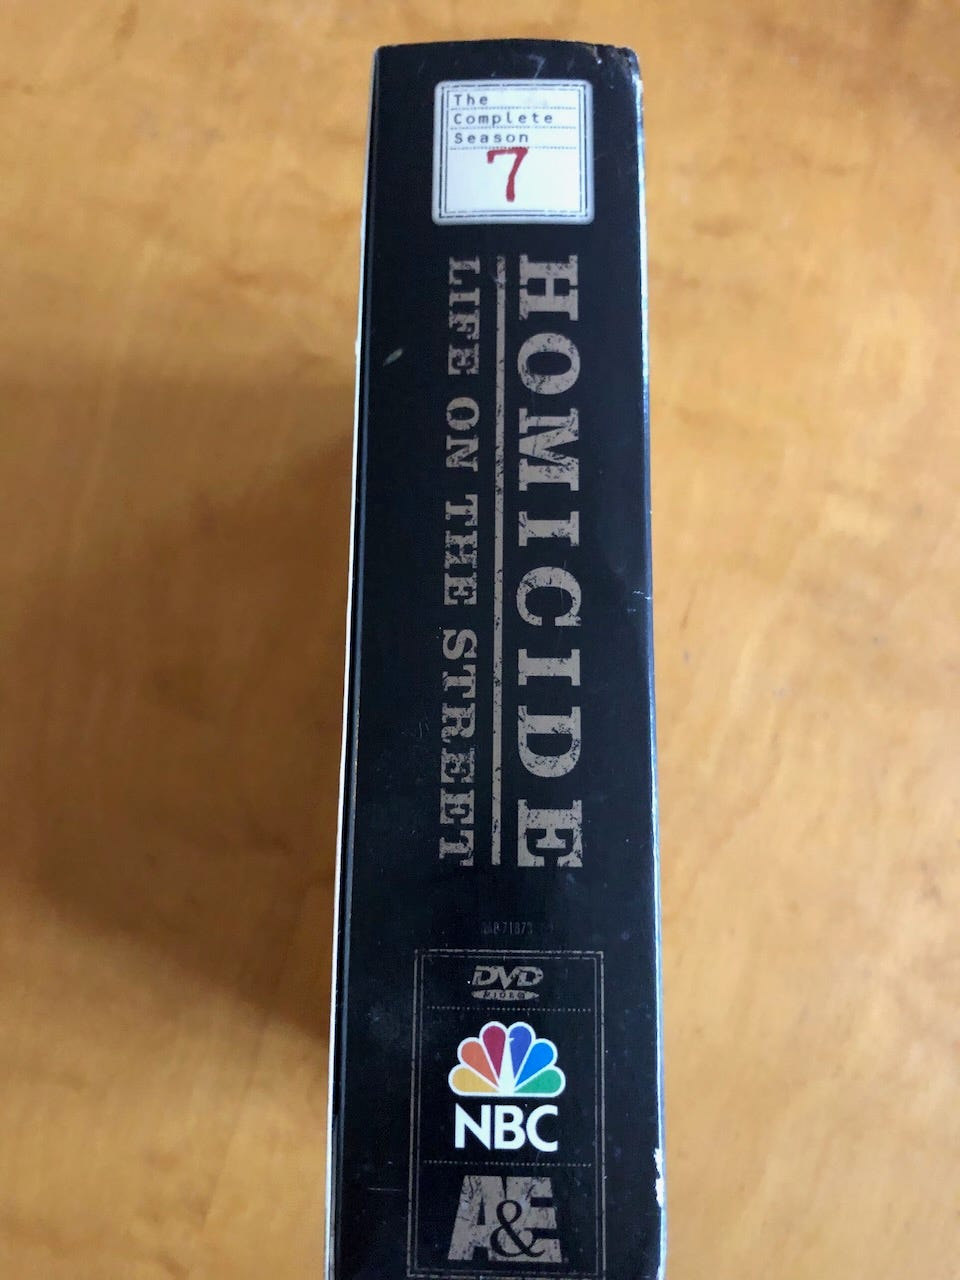 The
Complete
Season
7
HOMICIDE
LIFE ON THE STREET
DVD
VIDEO
NBC
A&E